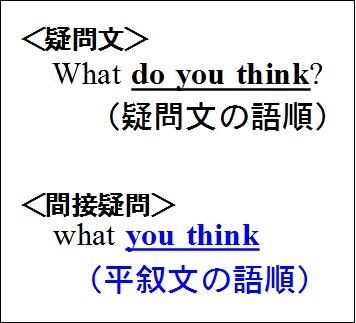 ＜疑問文＞
What do you think?
（疑問文の語順）
＜間接疑問＞
what you think
（平叙文の語順）